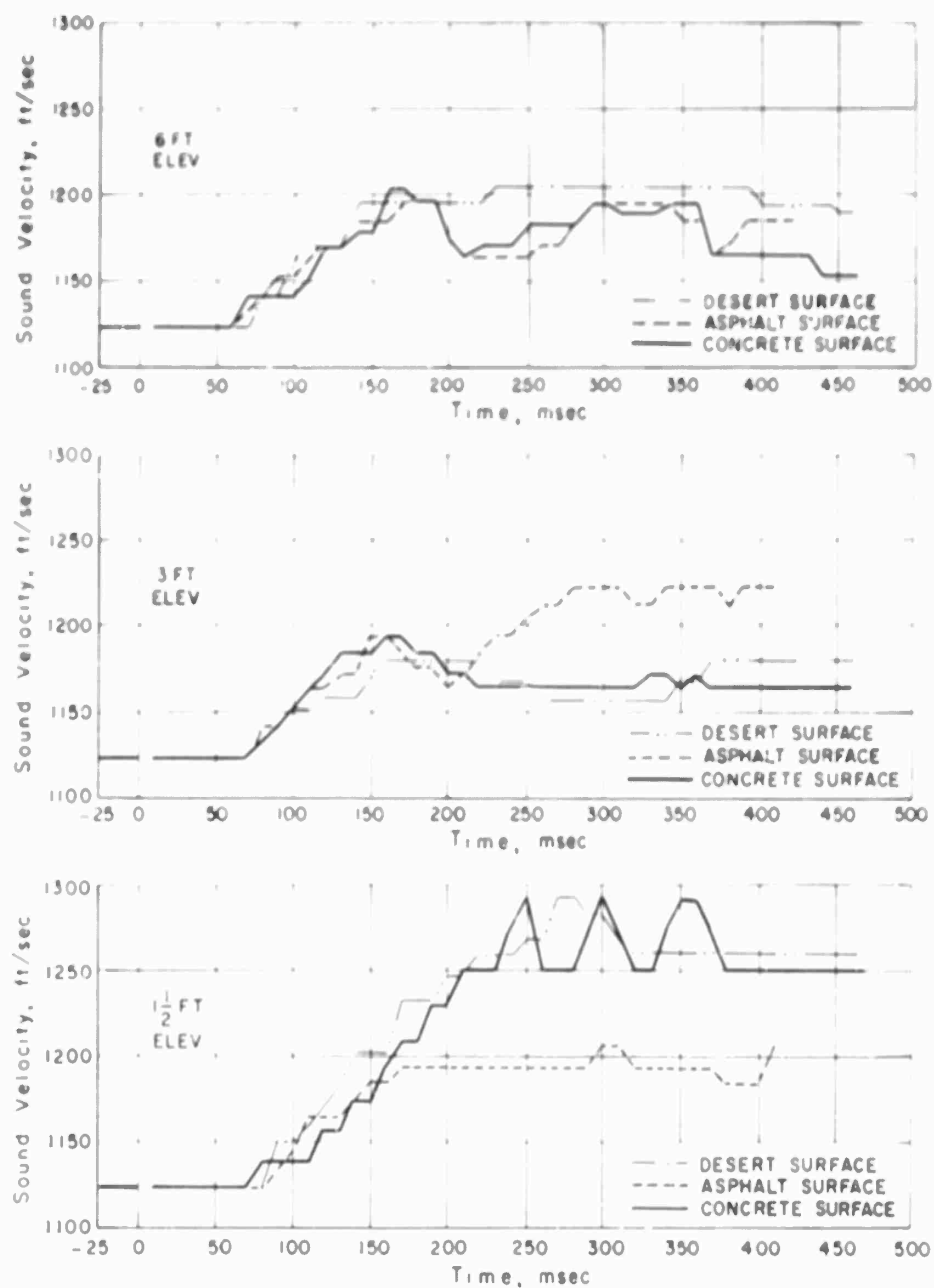 Sound Velocity, ft/sec
1300
1250
1200
1150
1100
6 FT
ELEV
DESERT SURFACE
ASPHALT SURFACE
CONCRETE SURFACE
-25 0 50 100 150 200 250 300 350 400 450 500
Time, msec
Sound Velocity, ft/sec
1300
1250
1200
1150
1100
3 FT
ELEV
DESERT SURFACE
ASPHALT SURFACE
CONCRETE SURFACE
-25 0 50 100 150 200 250 300 350 400 450 500
Time, msec
Sound Velocity, ft/sec
1300
1250
1200
1150
1100
1 1/2 FT
ELEV
DESERT SURFACE
ASPHALT SURFACE
CONCRETE SURFACE
-25 0 50 100 150 200 250 300 350 400 450 500
Time, msec